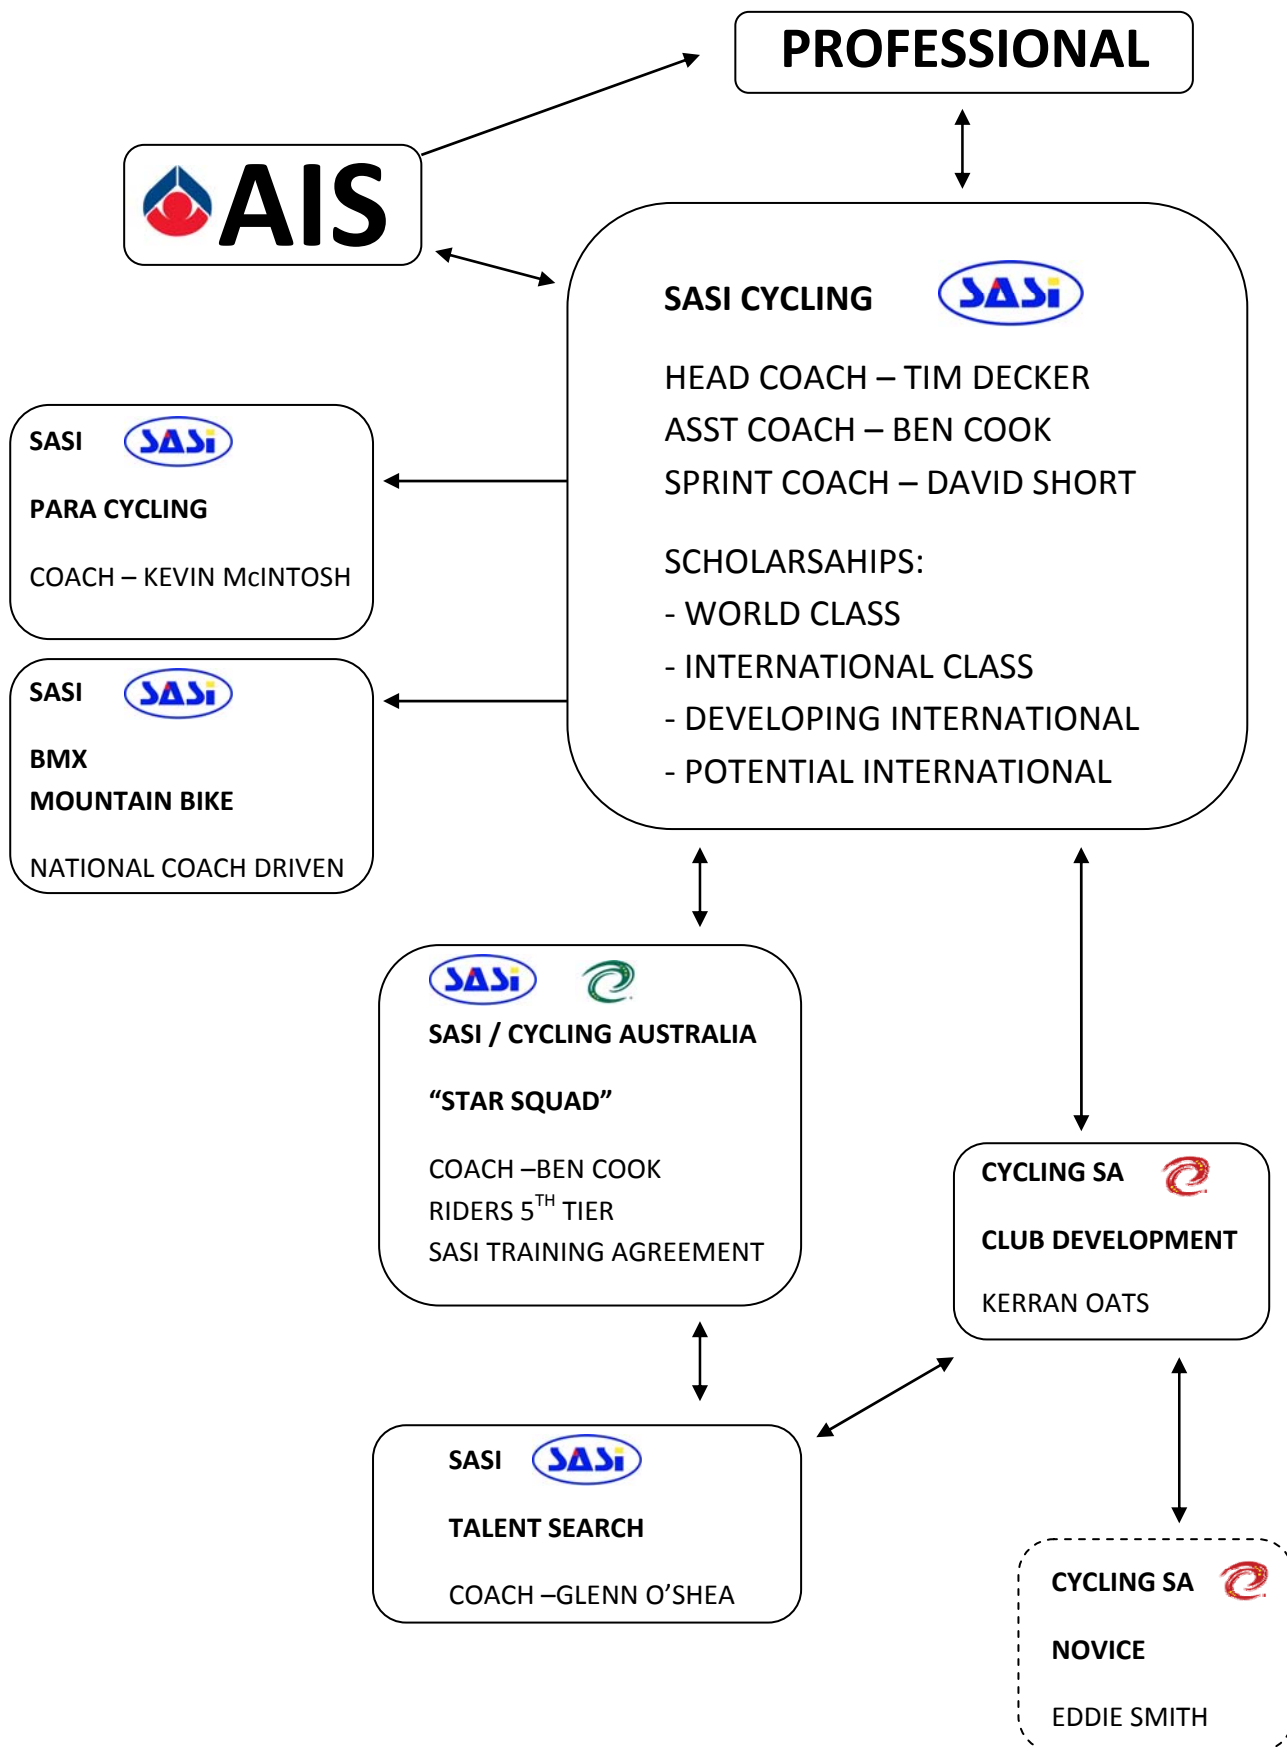 PROFESSIONAL
AIS
SASI CYCLING SASi
HEAD COACH – TIM DECKER
ASST COACH – BEN COOK
SPRINT COACH – DAVID SHORT
SCHOLARSAHIPS:
- WORLD CLASS
- INTERNATIONAL CLASS
- DEVELOPING INTERNATIONAL
- POTENTIAL INTERNATIONAL
SASI SASi
PARA CYCLING
COACH – KEVIN McINTOSH
SASI SASi
BMX
MOUNTAIN BIKE
NATIONAL COACH DRIVEN
SASi
SASI / CYCLING AUSTRALIA
“STAR SQUAD”
COACH –BEN COOK
RIDERS 5TH TIER
SASI TRAINING AGREEMENT
CYCLING SA
CLUB DEVELOPMENT
KERRAN OATS
SASI SASi
TALENT SEARCH
COACH –GLENN O’SHEA
CYCLING SA
NOVICE
EDDIE SMITH